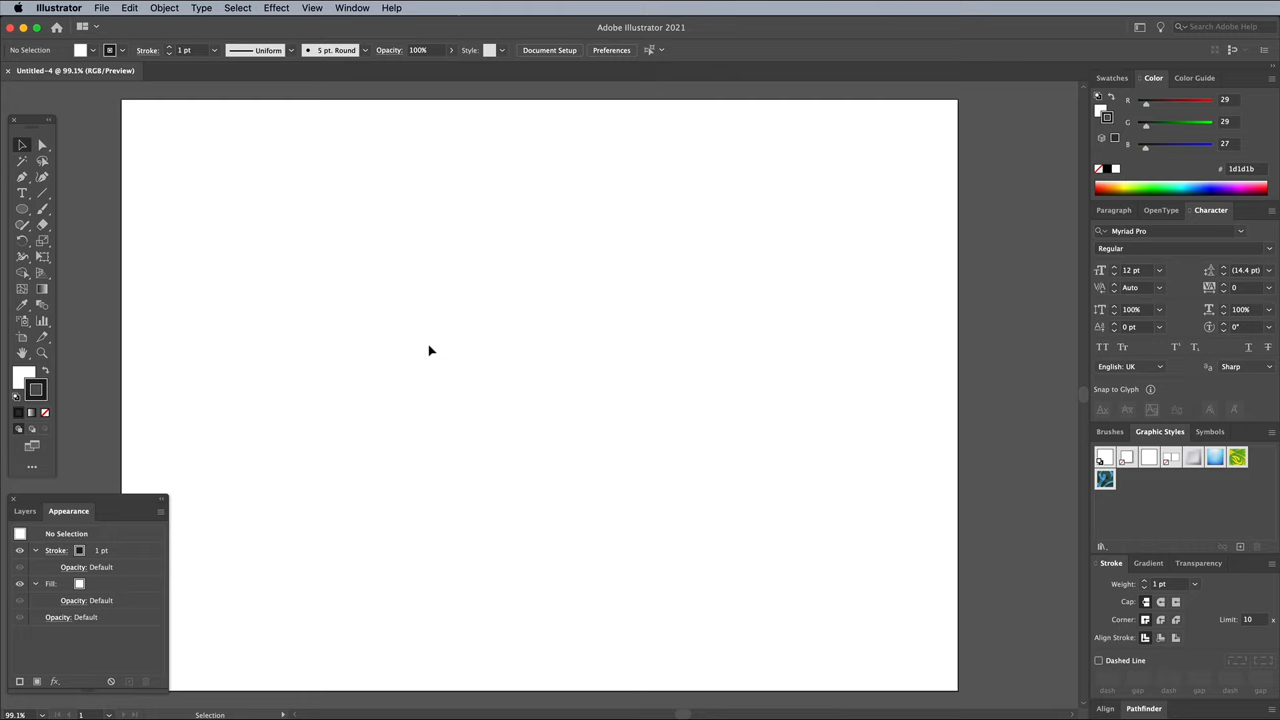 Illustrator File Edit Object Type Select Effect View Window Help
Adobe Illustrator 2021
Search Adobe Help
No Selection Stroke: 1 pt Uniform 5 pt. Round Opacity: 100% Style: Document Setup Preferences
Untitled-4 @ 99.1% (RGB/Preview)
Swatches Color Color Guide
R 29
G 29
B 27
# 1d1d1b
Paragraph OpenType Character
Myriad Pro
Regular
12 pt (14.4 pt)
Auto 0
100% 100%
0 pt 0°
English: UK Sharp
Snap to Glyph
Brushes Graphic Styles Symbols
Layers Appearance
No Selection
Stroke: 1 pt
Opacity: Default
Fill:
Opacity: Default
Opacity: Default
fx
Stroke Gradient Transparency
Weight: 1 pt
Cap:
Corner: Limit: 10 x
Align Stroke:
Dashed Line
dash gap dash gap dash gap
Align Pathfinder
99.1% 1 Selection